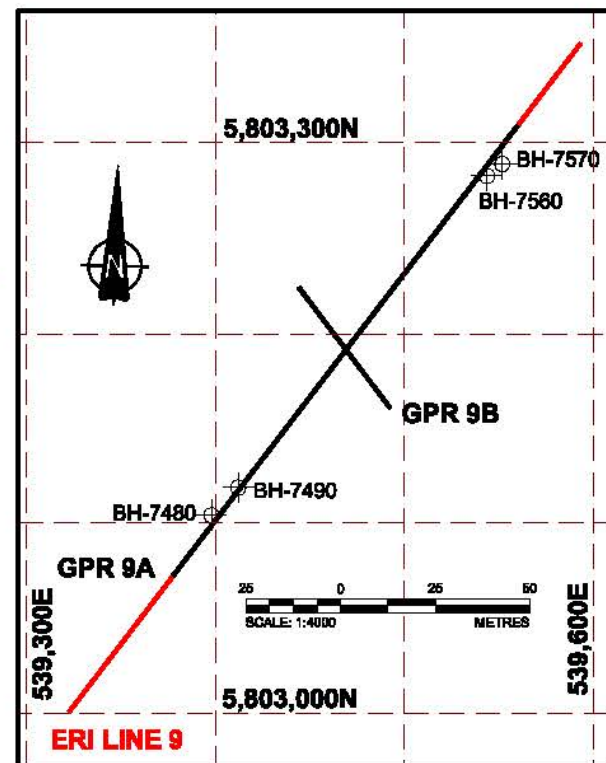 5,803,300N
BH-7570
BH-7560
N
GPR 9B
BH-7490
BH-7480
GPR 9A
25 0 25 50
SCALE: 1:4000 METRES
539,300E
539,600E
5,803,000N
ERI LINE 9